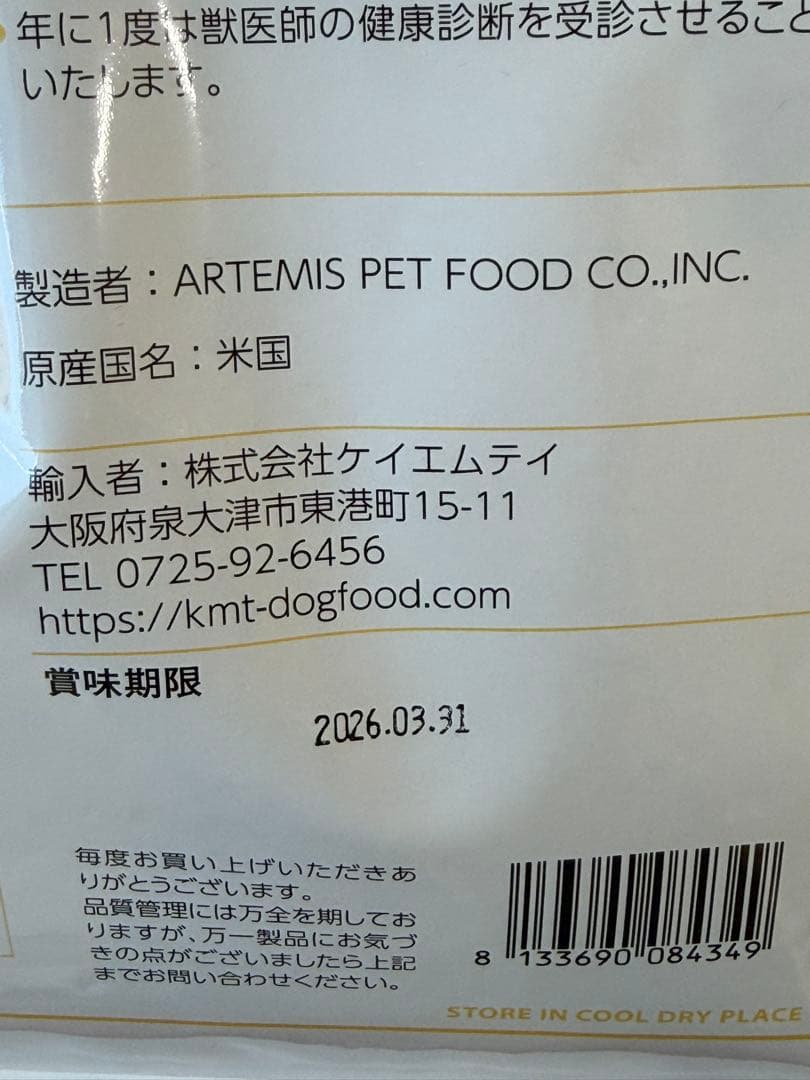 年に1度は獣医師の健康診断を受診させること
いたします。
製造者：ARTEMIS PET FOOD CO.,INC.
原産国名：米国
輸入者：株式会社ケイエムテイ
大阪府泉大津市東港町15-11
TEL 0725-92-6456
https://kmt-dogfood.com
賞味期限
2026.03.31
毎度お買い上げいただきあ
りがとうございます。
品質管理には万全を期してお
りますが、万一製品にお気づ
きの点がございましたら上記
までお問い合わせください。
8 133690 084349
STORE IN COOL DRY PLACE